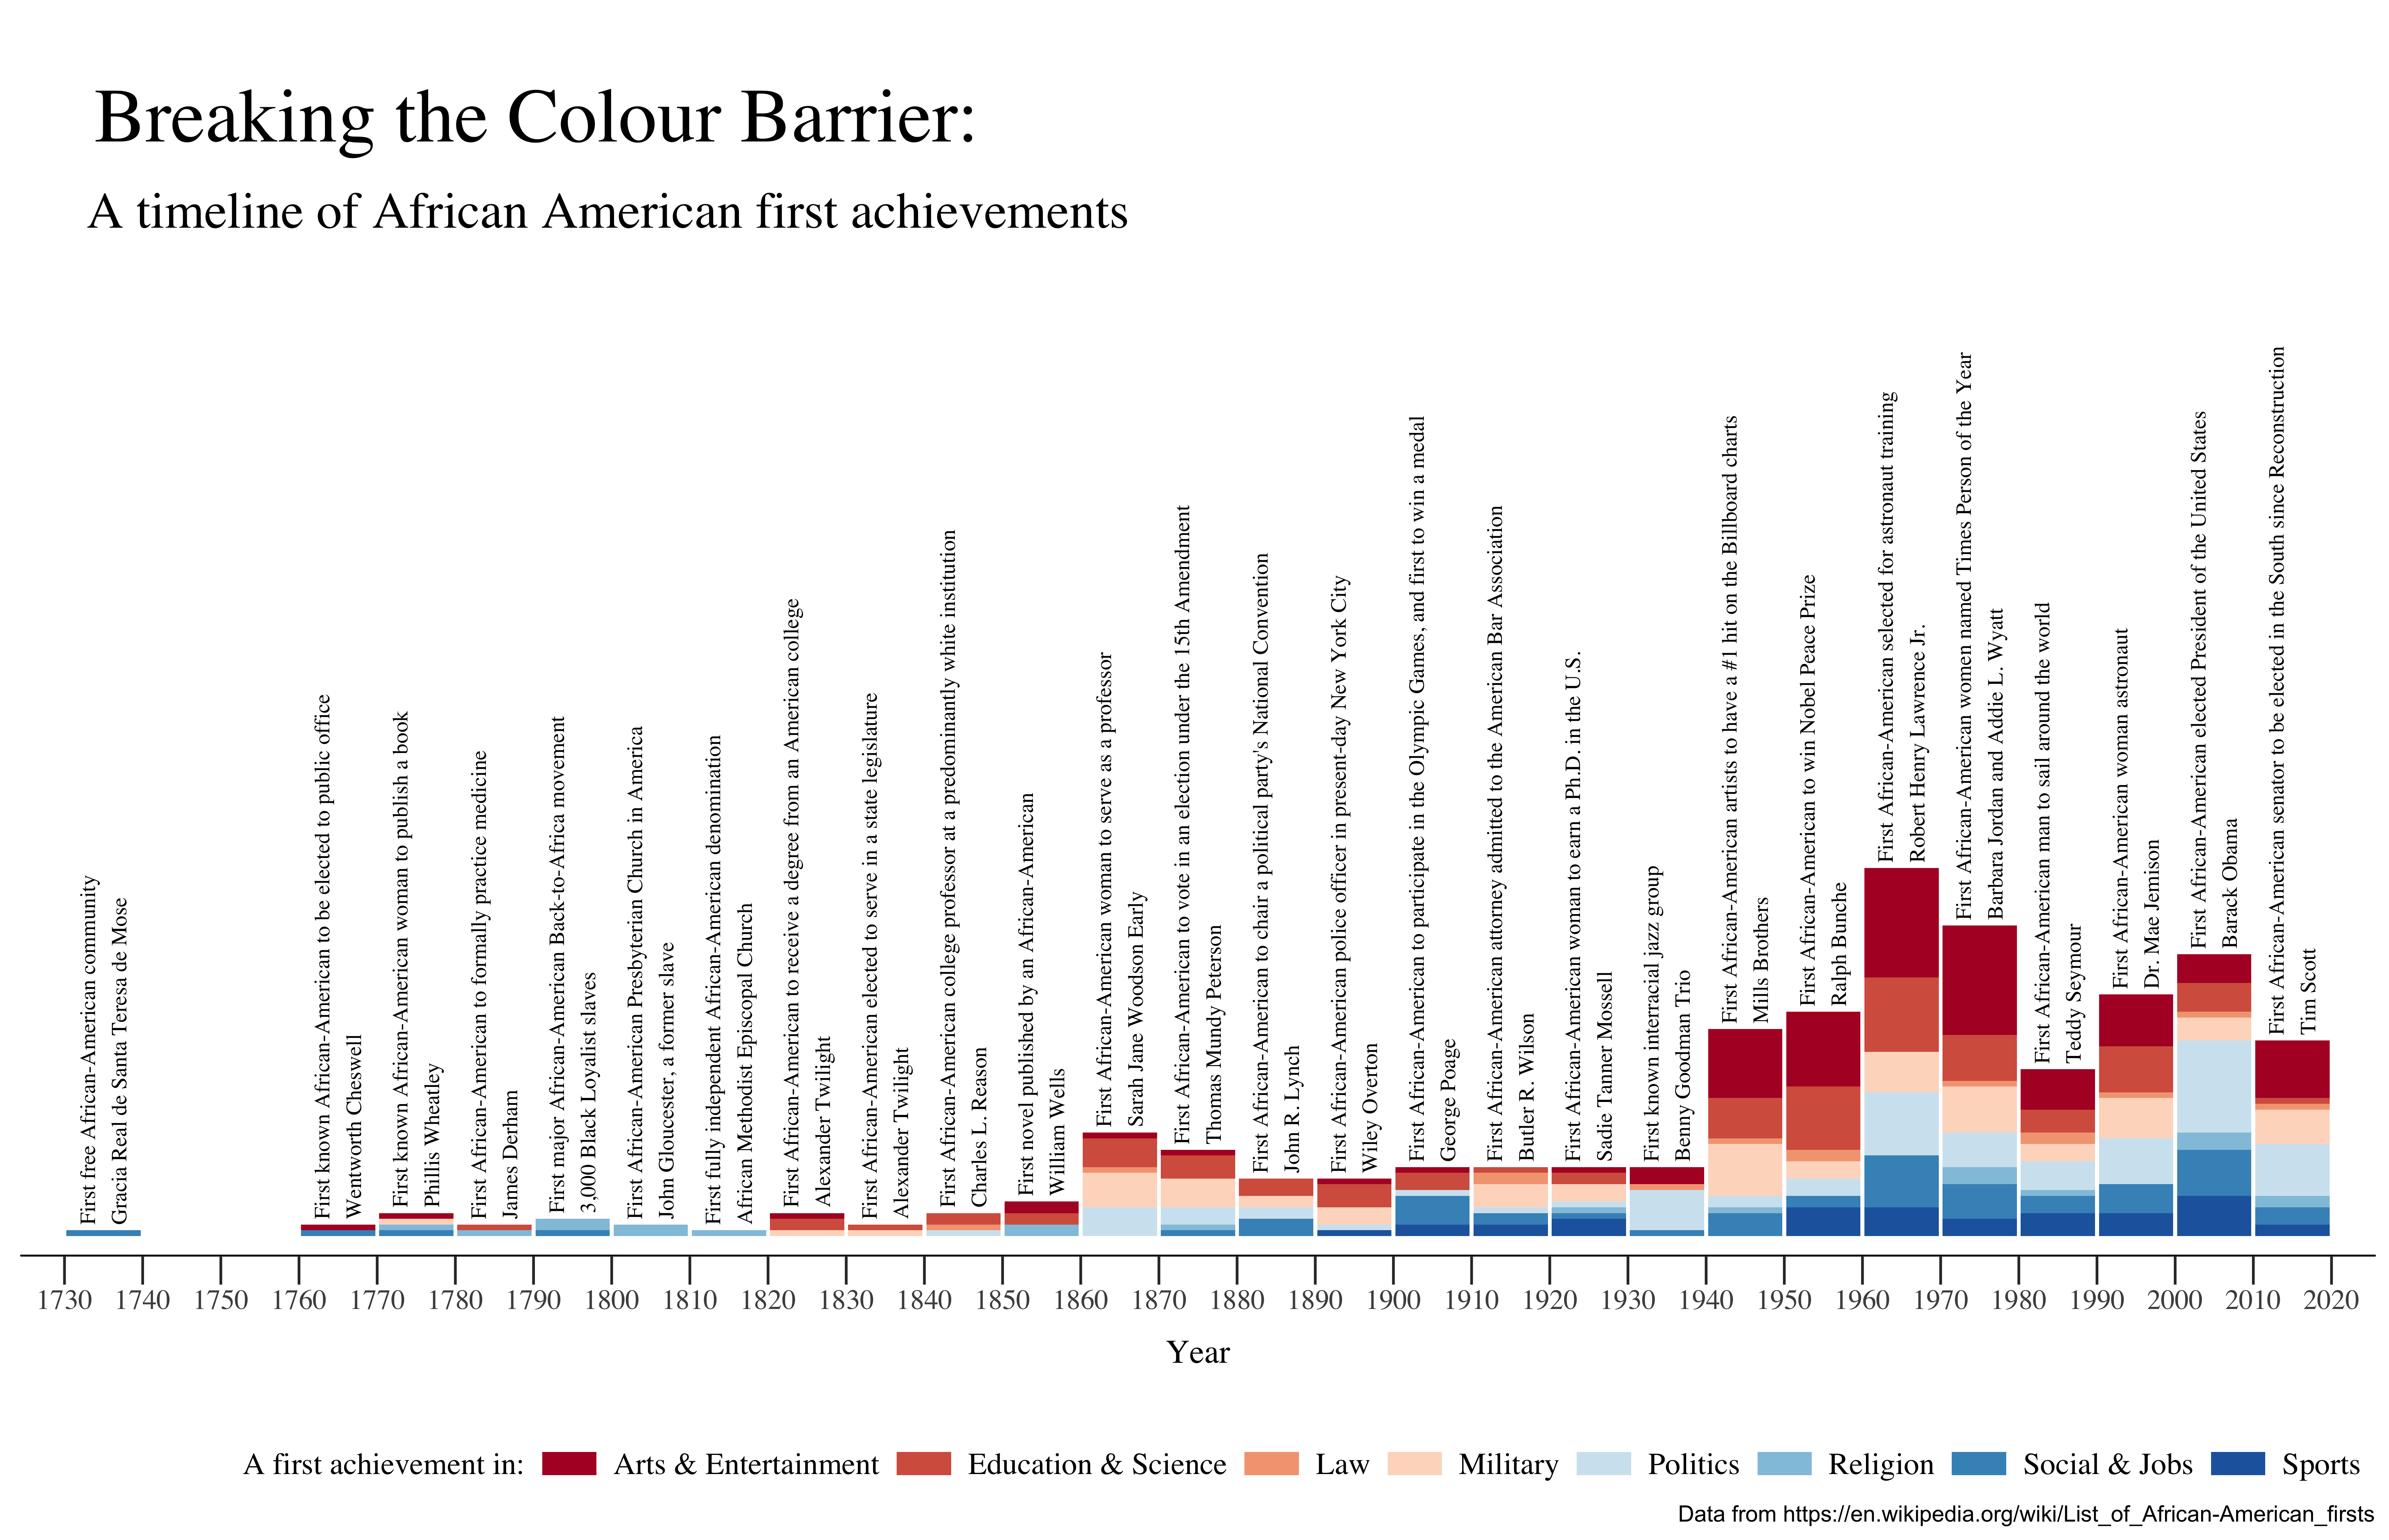 Breaking the Colour Barrier:
A timeline of African American first achievements
First free African-American community
Gracia Real de Santa Teresa de Mose
First known African-American to be elected to public office
Wentworth Cheswell
First known African-American woman to publish a book
Phillis Wheatley
First African-American to formally practice medicine
James Derham
First major African-American Back-to-Africa movement
3,000 Black Loyalist slaves
First African-American Presbyterian Church in America
John Gloucester, a former slave
First fully independent African-American denomination
African Methodist Episcopal Church
First African-American to receive a degree from an American college
Alexander Twilight
First African-American elected to serve in a state legislature
Alexander Twilight
First African-American college professor at a predominantly white institution
Charles L. Reason
First novel published by an African-American
William Wells
First African-American woman to serve as a professor
Sarah Jane Woodson Early
First African-American to vote in an election under the 15th Amendment
Thomas Mundy Peterson
First African-American to chair a political party's National Convention
John R. Lynch
First African-American police officer in present-day New York City
Wiley Overton
First African-American to participate in the Olympic Games, and first to win a medal
George Poage
First African-American attorney admitted to the American Bar Association
Butler R. Wilson
First African-American woman to earn a Ph.D. in the U.S.
Sadie Tanner Mossell
First known interracial jazz group
Benny Goodman Trio
First African-American artists to have a #1 hit on the Billboard charts
Mills Brothers
First African-American to win Nobel Peace Prize
Ralph Bunche
First African-American selected for astronaut training
Robert Henry Lawrence Jr.
First African-American women named Times Person of the Year
Barbara Jordan and Addie L. Wyatt
First African-American man to sail around the world
Teddy Seymour
First African-American woman astronaut
Dr. Mae Jemison
First African-American elected President of the United States
Barack Obama
First African-American senator to be elected in the South since Reconstruction
Tim Scott
1730 1740 1750 1760 1770 1780 1790 1800 1810 1820 1830 1840 1850 1860 1870 1880 1890 1900 1910 1920 1930 1940 1950 1960 1970 1980 1990 2000 2010 2020
Year
A first achievement in: Arts & Entertainment Education & Science Law Military Politics Religion Social & Jobs Sports
Data from https://en.wikipedia.org/wiki/List_of_African-American_firsts